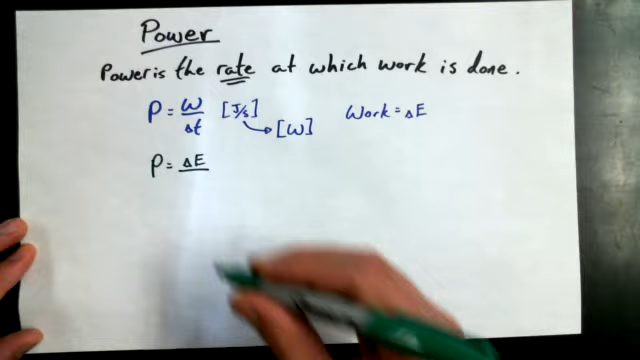 Power
Power is the rate at which work is done.
P = W/Δt [J/s] Work = ΔE
→ [W]
P = ΔE